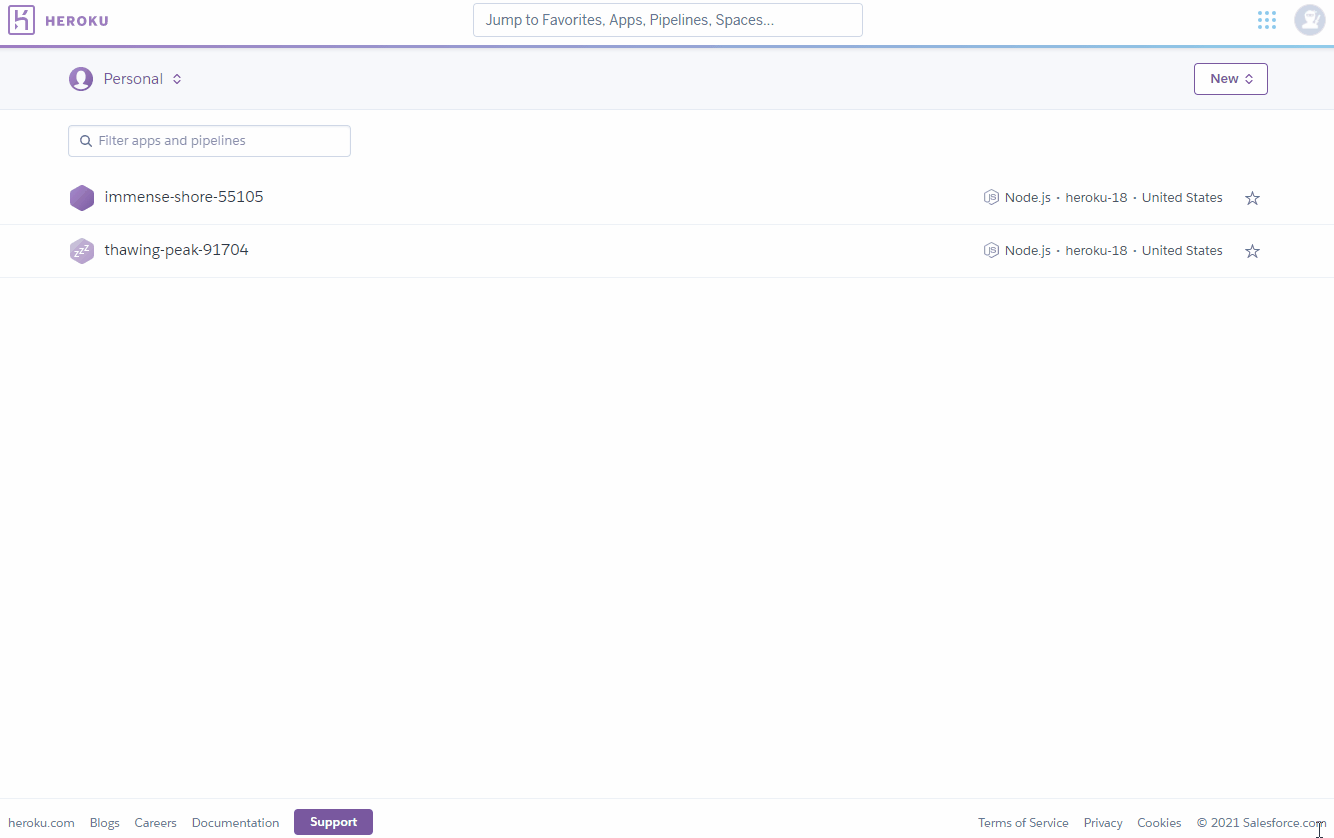 HEROKU
Jump to Favorites, Apps, Pipelines, Spaces...
Personal
New
Filter apps and pipelines
immense-shore-55105
Node.js • heroku-18 • United States
zzz
thawing-peak-91704
Node.js • heroku-18 • United States
heroku.com Blogs Careers Documentation Support Terms of Service Privacy Cookies © 2021 Salesforce.com